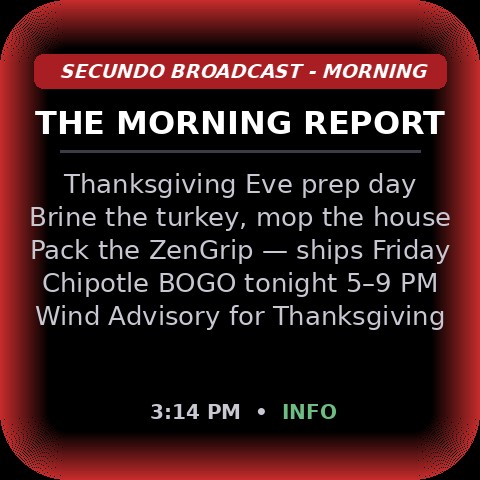 SECUNDO BROADCAST - MORNING
THE MORNING REPORT
Thanksgiving Eve prep day
Brine the turkey, mop the house
Pack the ZenGrip — ships Friday
Chipotle BOGO tonight 5–9 PM
Wind Advisory for Thanksgiving
3:14 PM • INFO